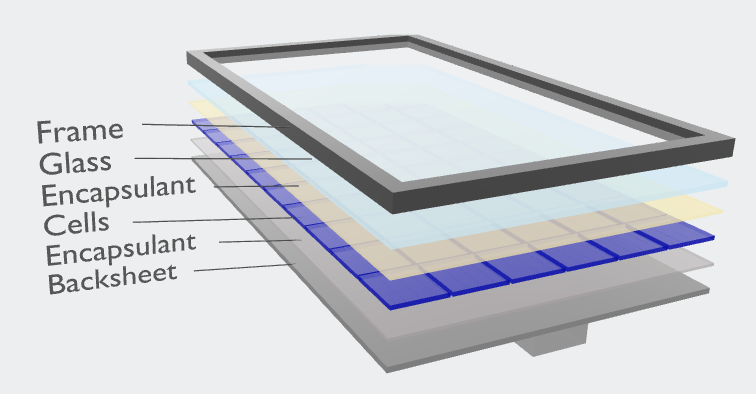 Frame
Glass
Encapsulant
Cells
Encapsulant
Backsheet